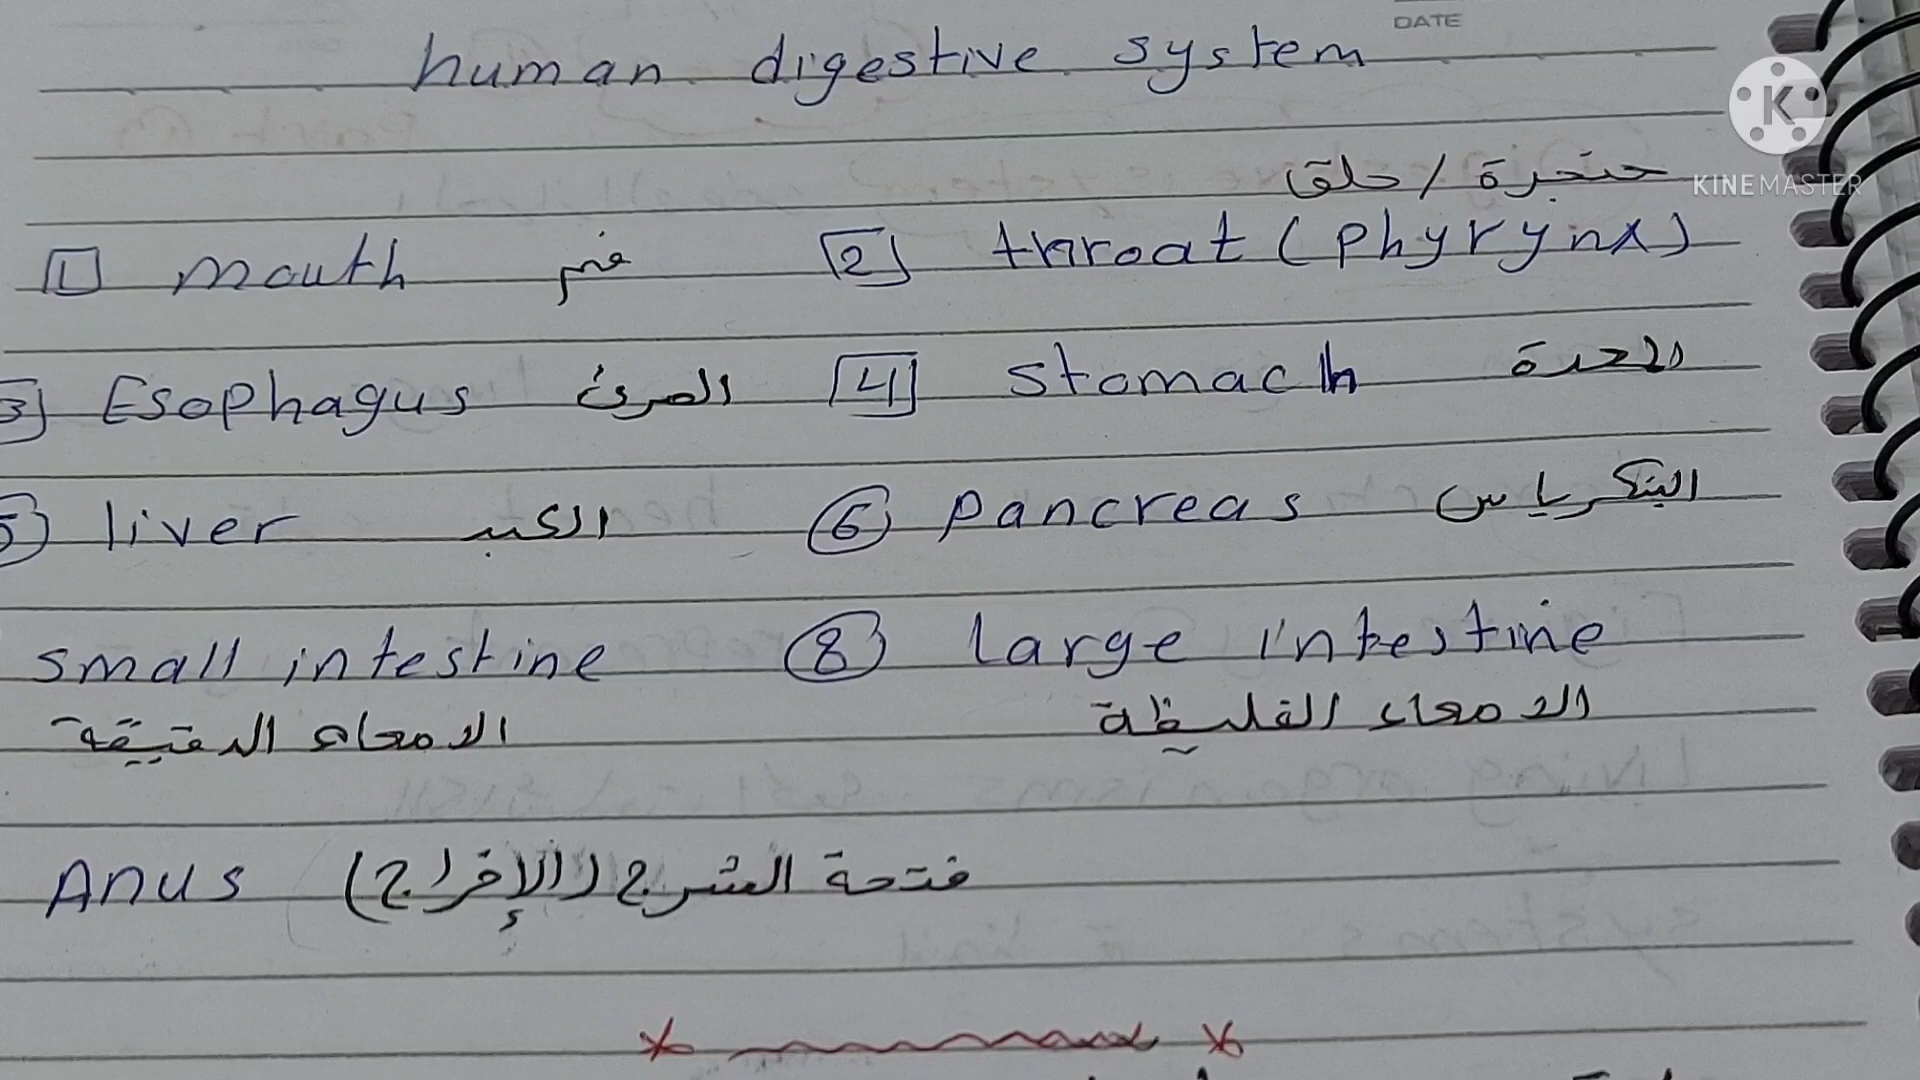 DATE
human digestive system
KINEMASTER
حنجرة / حلق
1 mouth فم 2 throat (Phyrynx)
3 Esophagus المرئ 4 stomach المعدة
5 liver الكبد 6 pancreas البنكرياس
small intestine 8 Large intestine
الامعاء الدقيقة الامعاء الغليظة
Anus فتحة الشرج (الإخراج)